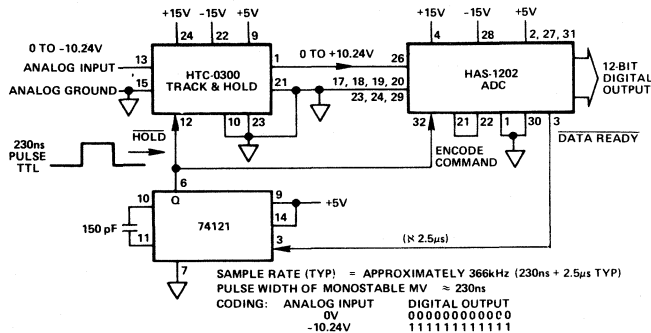 +15V -15V +5V
24 22 9
+15V -15V +5V
4 28 2, 27, 31
0 TO -10.24V
ANALOG INPUT 13
ANALOG GROUND 15
HTC-0300
TRACK & HOLD
1 0 TO +10.24V 26
21 17, 18, 19, 20
23, 24, 29
HAS-1202
ADC
12-BIT
DIGITAL
OUTPUT
12 10 23
32 21 22 1 30 3
HOLD
ENCODE
COMMAND
DATA READY
230ns
PULSE
TTL
6
Q
10
11
150 pF
74121
9
14
+5V
3
(ℵ 2.5μs)
7
SAMPLE RATE (TYP) = APPROXIMATELY 366kHz (230ns + 2.5μs TYP)
PULSE WIDTH OF MONOSTABLE MV ≈ 230ns
CODING: ANALOG INPUT DIGITAL OUTPUT
0V 000000000000
-10.24V 111111111111